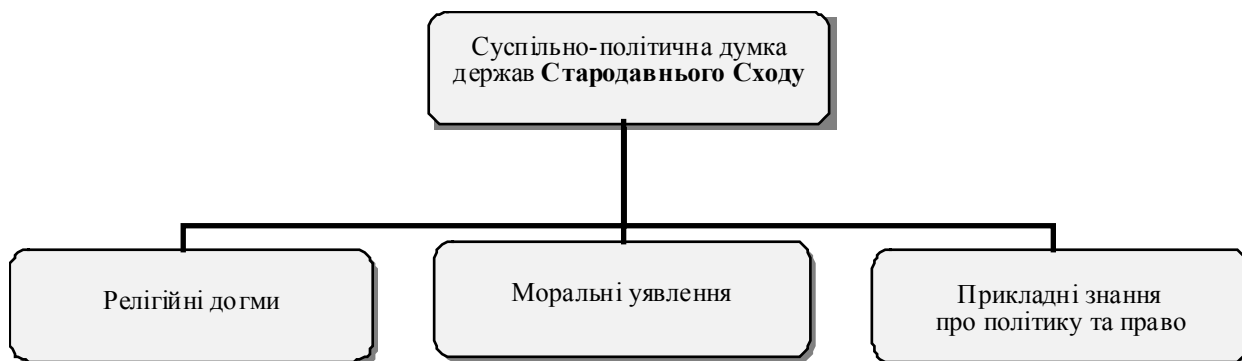 Суспільно-політична думка
держав Стародавнього Сходу
Релігійні догми
Моральні уявлення
Прикладні знання
про політику та право